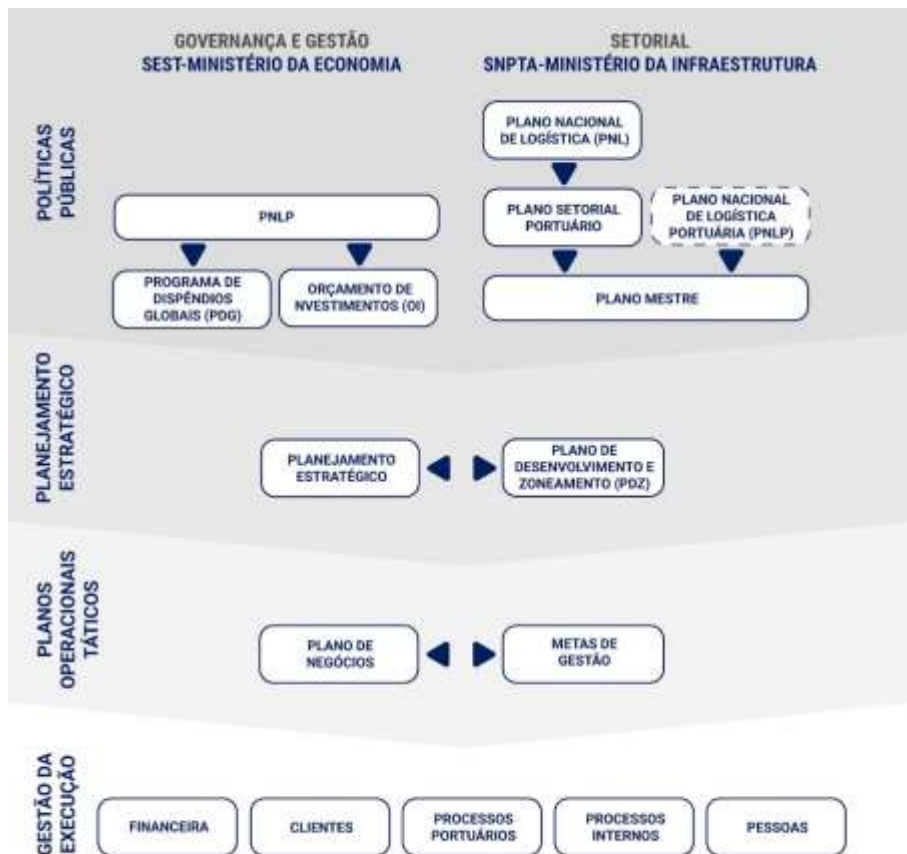 GOVERNANÇA E GESTÃO
SEST-MINISTÉRIO DA ECONOMIA
SETORIAL
SNPTA-MINISTÉRIO DA INFRAESTRUTURA
POLÍTICAS
PÚBLICAS
PLANO NACIONAL
DE LOGÍSTICA (PNL)
PNLP
PLANO SETORIAL
PORTUÁRIO
PLANO NACIONAL
DE LOGÍSTICA
PORTUÁRIA (PNLP)
PROGRAMA DE
DISPÊNDIOS
GLOBAIS (PDG)
ORÇAMENTO DE
NVESTIMENTOS (OI)
PLANO MESTRE
PLANEJAMENTO
ESTRATÉGICO
PLANEJAMENTO
ESTRATÉGICO
PLANO DE
DESENVOLVIMENTO E
ZONEAMENTO (PDZ)
PLANOS
OPERACIONAIS
TÁTICOS
PLANO DE
NEGÓCIOS
METAS DE
GESTÃO
GESTÃO DA
EXECUÇÃO
FINANCEIRA
CLIENTES
PROCESSOS
PORTUÁRIOS
PROCESSOS
INTERNOS
PESSOAS